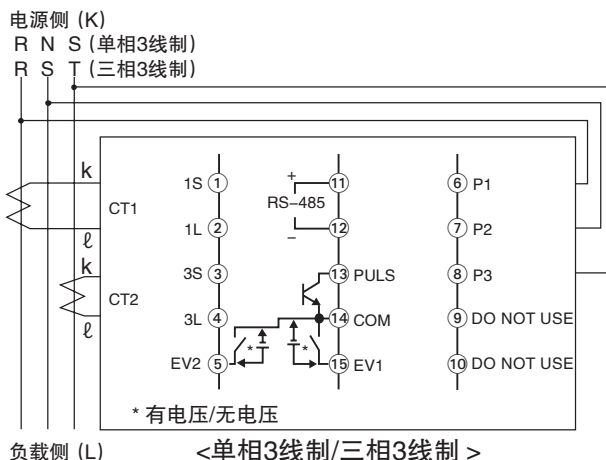 电源侧 (K)
R N S (单相3线制)
R S T (三相3线制)
k
CT1
ℓ
k
CT2
ℓ
1S ①
1L ②
3S ③
3L ④
EV2 ⑤
+
RS-485
−
⑪
⑫
⑬ PULS
⑭ COM
⑮ EV1
*
*
⑥ P1
⑦ P2
⑧ P3
⑨ DO NOT USE
⑩ DO NOT USE
* 有电压/无电压
负载侧 (L)
<单相3线制/三相3线制 >